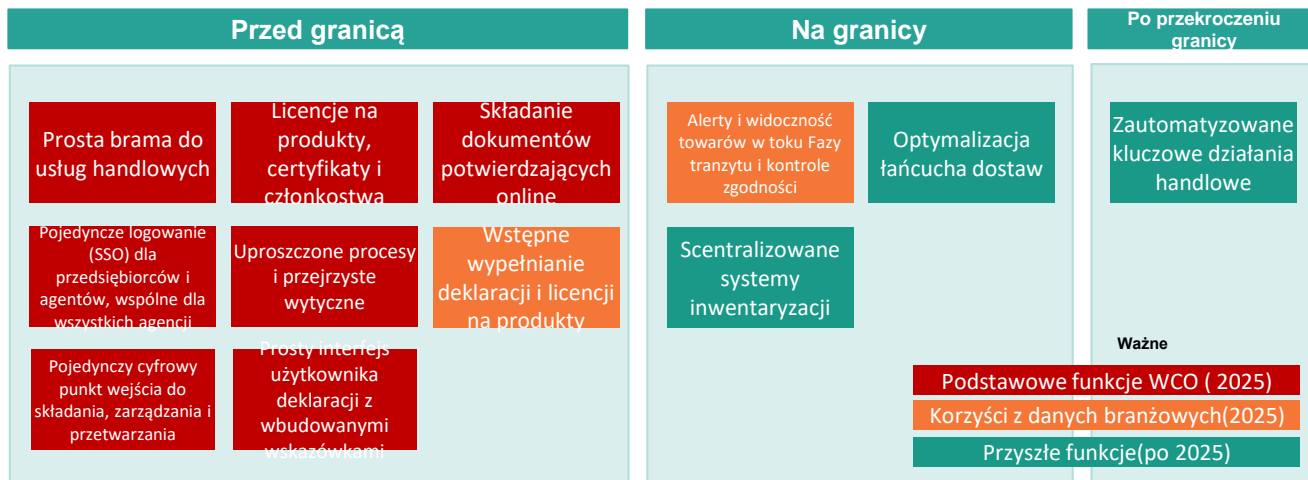 Przed granicą
Na granicy
Po przekroczeniu
granicy
Prosta brama do
usług handlowych
Licencje na
produkty,
certyfikaty i
członkostwa
Składanie
dokumentów
potwierdzających
online
Pojedyncze logowanie
(SSO) dla
przedsiębiorców i
agentów, wspólne dla
wszystkich agencji
Uproszczone procesy
i przejrzyste
wytyczne
Wstępne
wypełnianie
deklaracji i licencji
na produkty
Pojedynczy cyfrowy
punkt wejścia do
składania, zarządzania i
przetwarzania
Prosty interfejs
użytkownika
deklaracji z
wbudowanymi
wskazówkami
Alerty i widoczność
towarów w toku Fazy
tranzytu i kontrole
zgodności
Optymalizacja
łańcucha dostaw
Scentralizowane
systemy
inwentaryzacji
Zautomatyzowane
kluczowe działania
handlowe
Ważne
Podstawowe funkcje WCO ( 2025)
Korzyści z danych branżowych(2025)
Przyszłe funkcje(po 2025)